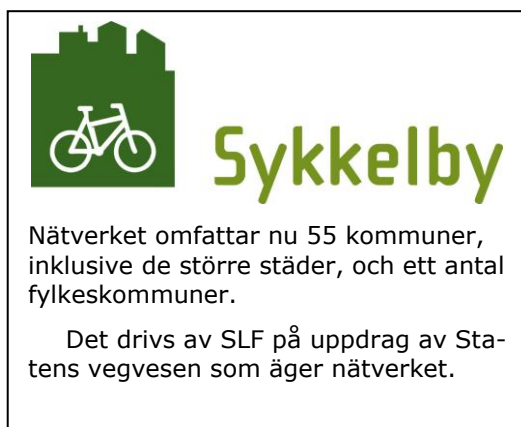 Sykkelby
Nätverket omfattar nu 55 kommuner,
inklusive de större städer, och ett antal
fylkeskommuner.
Det drivs av SLF på uppdrag av Sta-
tens vegvesen som äger nätverket.